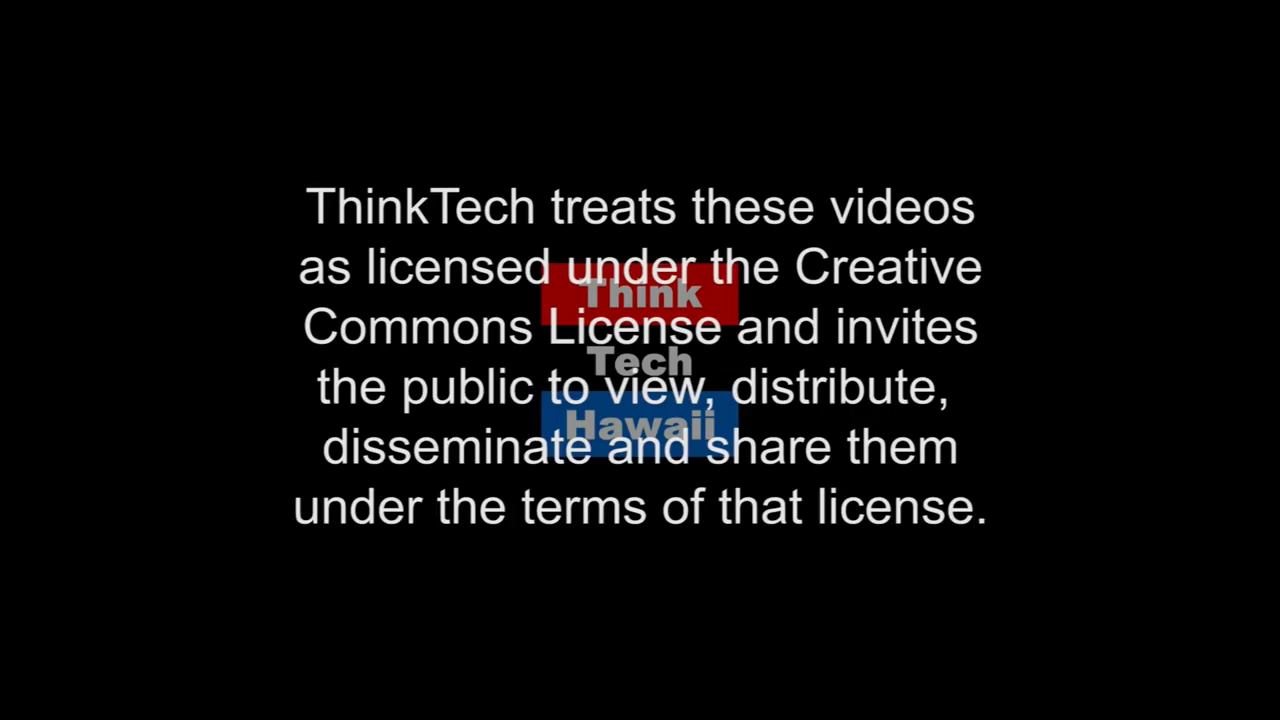 ThinkTech treats these videos
as licensed under the Creative
Think
Commons License and invites
Tech
the public to view, distribute,
Hawaii
disseminate and share them
under the terms of that license.